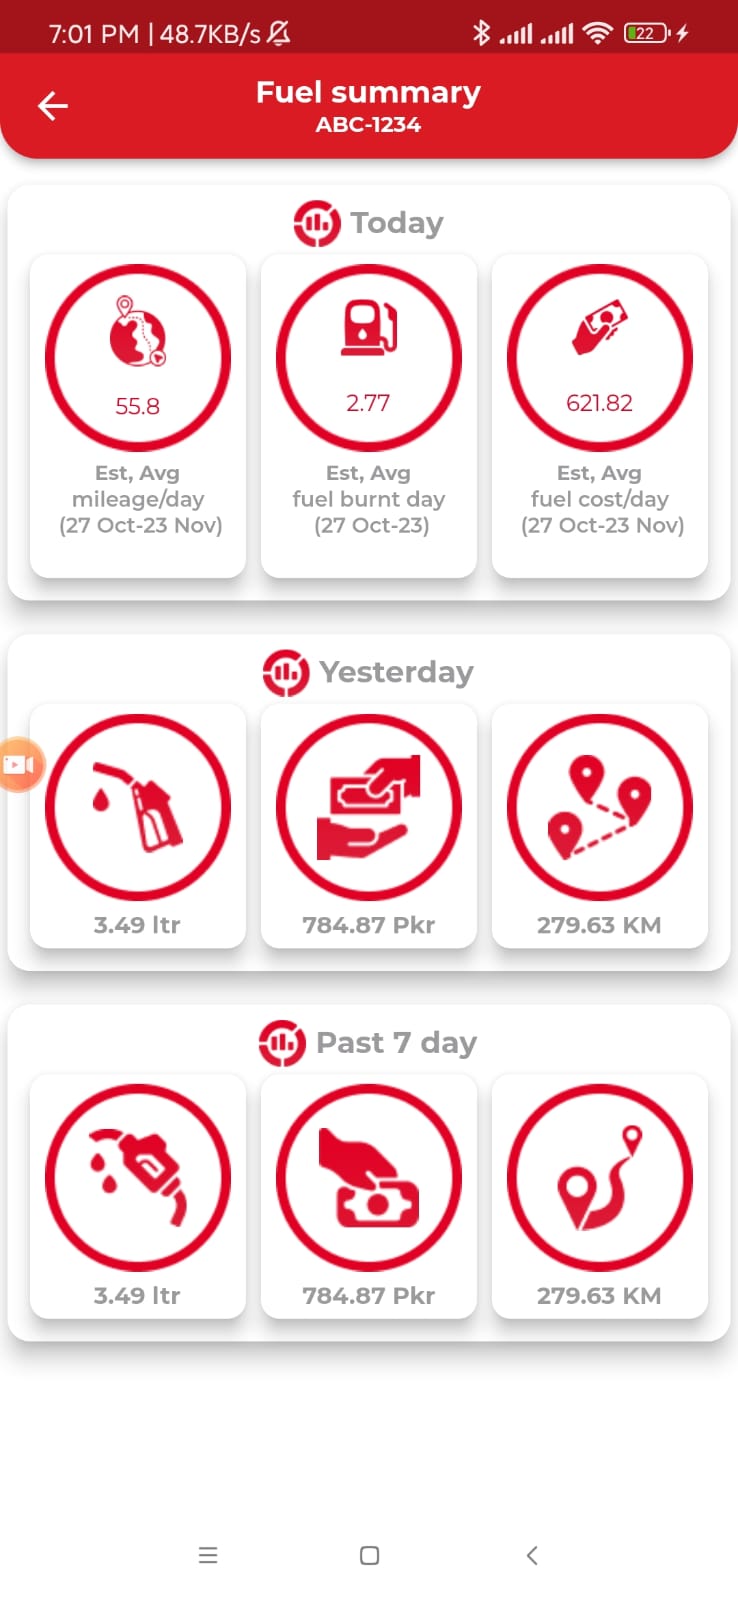 7:01 PM | 48.7KB/s
22
Fuel summary
ABC-1234
Today
55.8
Est, Avg
mileage/day
(27 Oct-23 Nov)
2.77
Est, Avg
fuel burnt day
(27 Oct-23)
621.82
Est, Avg
fuel cost/day
(27 Oct-23 Nov)
Yesterday
3.49 ltr
784.87 Pkr
279.63 KM
Past 7 day
3.49 ltr
784.87 Pkr
279.63 KM